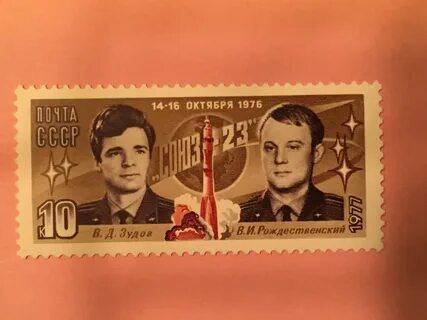 14-16 ОКТЯБРЯ 1976
ПОЧТА
СССР
"СОЮЗ-23"
10
к
В. Д. Зудов
В.И. Рождественский
1977